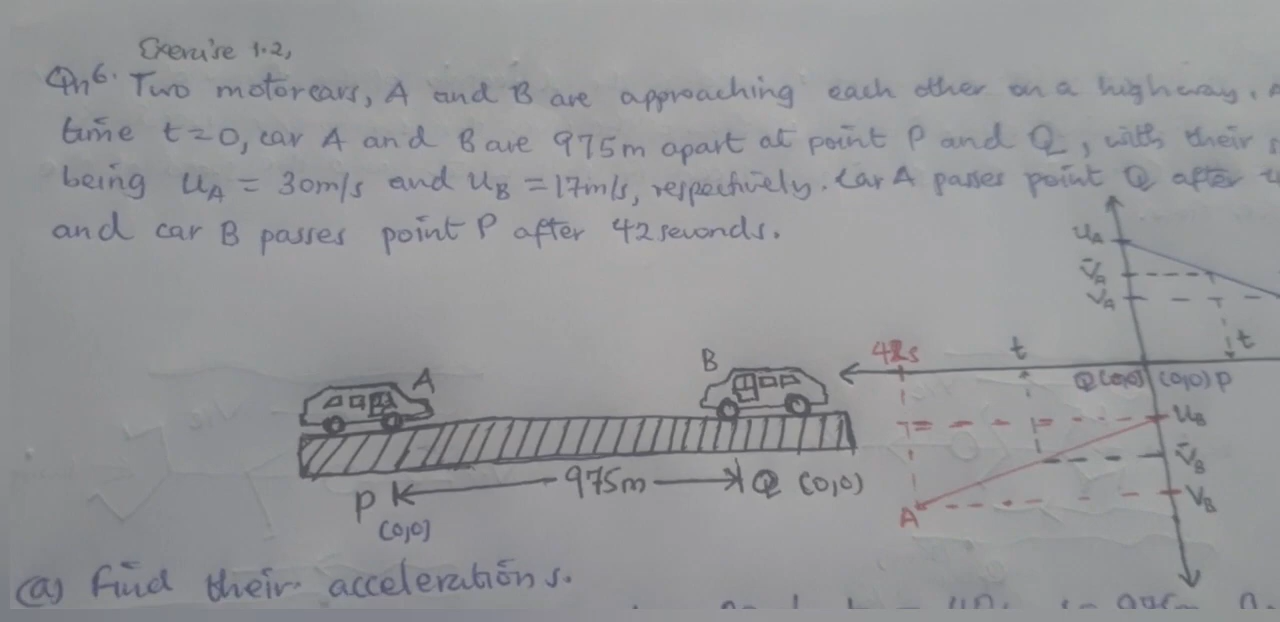 Exercise 1.2,
Qn6. Two motorcars, A and B are approaching each other on a highway.
time t=0, car A and B are 975m apart at point P and Q, with their
being UA = 30m/s and UB = 17m/s, respectively. Car A passes point Q after
and car B passes point P after 42 seconds.
UA
V̄A
VA
t
B
A
42s
t
Q(0,0) (0,0) P
UB
V̄B
VB
A
P 975m Q (0,0)
(0,0)
(a) Find their accelerations.